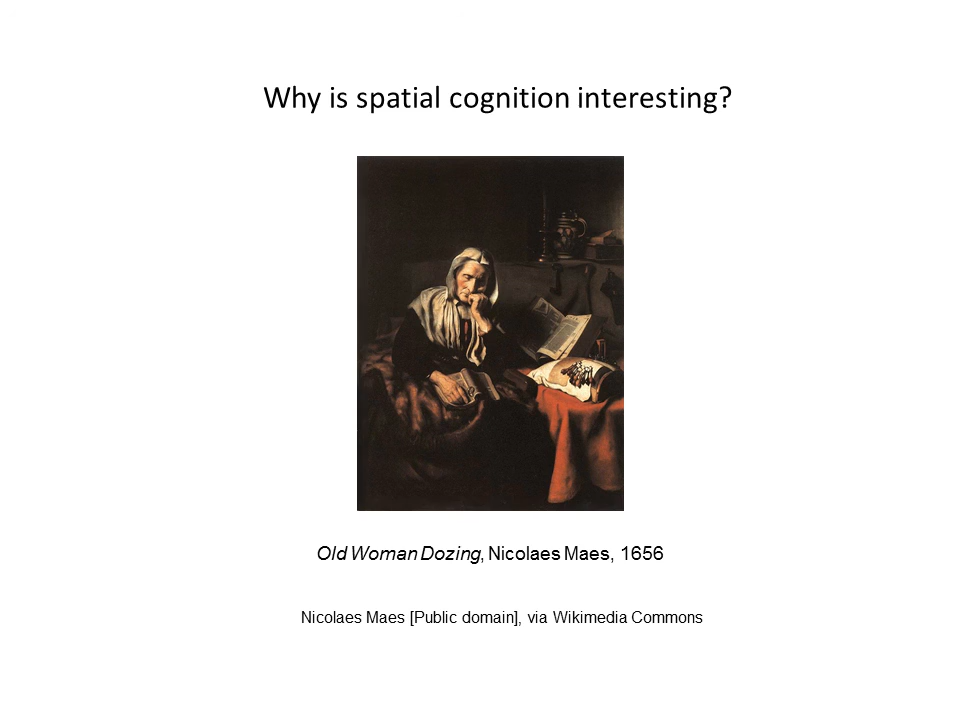 Why is spatial cognition interesting?
Old Woman Dozing, Nicolaes Maes, 1656
Nicolaes Maes [Public domain], via Wikimedia Commons